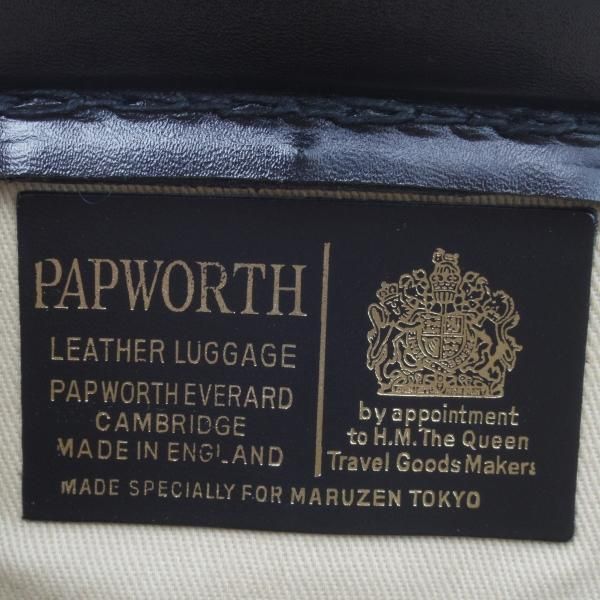 PAPWORTH
LEATHER LUGGAGE
PAPWORTH EVERARD
CAMBRIDGE
MADE IN ENGLAND
by appointment
to H.M. The Queen
Travel Goods Makers
MADE SPECIALLY FOR MARUZEN TOKYO